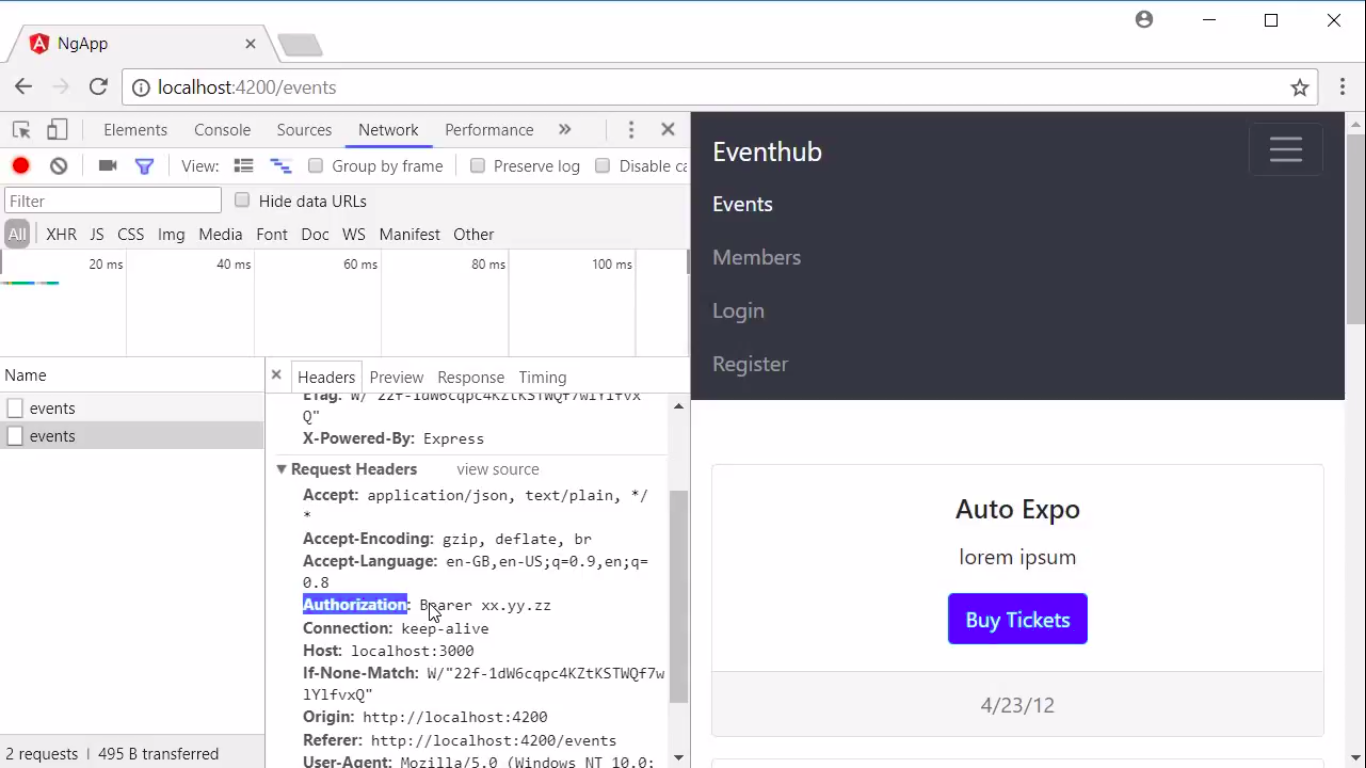 NgApp
localhost:4200/events
Elements Console Sources Network Performance »
View: Group by frame Preserve log Disable ca
Filter Hide data URLs
All XHR JS CSS Img Media Font Doc WS Manifest Other
20 ms 40 ms 60 ms 80 ms 100 ms
Name
events
events
2 requests | 495 B transferred
Headers Preview Response Timing
ETag: W/"22f-1dW6cqpc4KZtKSTWQf7wlYlfvx
Q"
X-Powered-By: Express
Request Headers view source
Accept: application/json, text/plain, */
*
Accept-Encoding: gzip, deflate, br
Accept-Language: en-GB,en-US;q=0.9,en;q=
0.8
Authorization: Bearer xx.yy.zz
Connection: keep-alive
Host: localhost:3000
If-None-Match: W/"22f-1dW6cqpc4KZtKSTWQf7w
lYlfvxQ"
Origin: http://localhost:4200
Referer: http://localhost:4200/events
User-Agent: Mozilla/5.0 (Windows NT 10.0;
Eventhub
Events
Members
Login
Register
Auto Expo
lorem ipsum
Buy Tickets
4/23/12